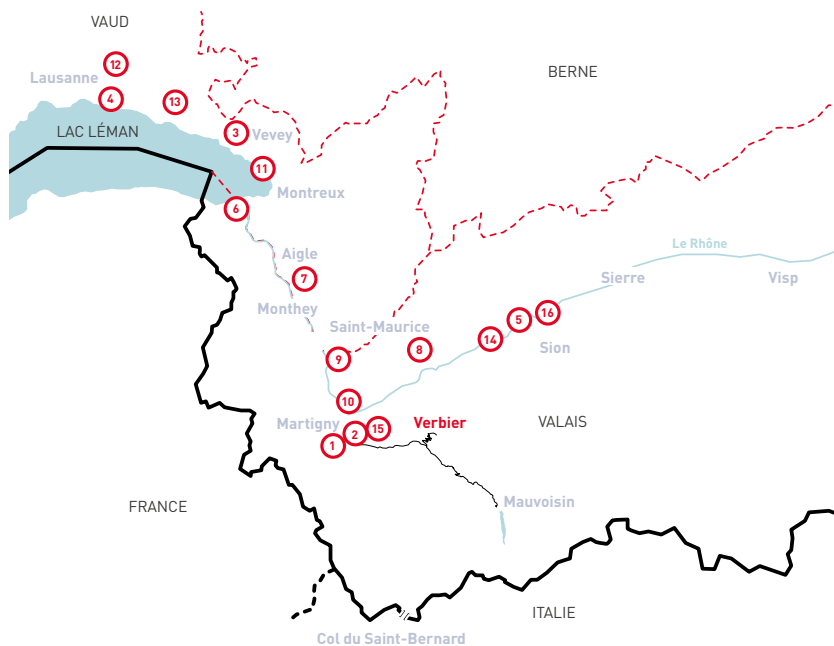 VAUD
12
BERNE
Lausanne
4
13
LAC LÉMAN
3
Vevey
11
Montreux
6
Le Rhône
Aigle
7
Sierre
Visp
Monthey
Saint-Maurice
16
5
14
Sion
8
9
10
Martigny
Verbier
VALAIS
15
2
1
Mauvoisin
FRANCE
ITALIE
Col du Saint-Bernard